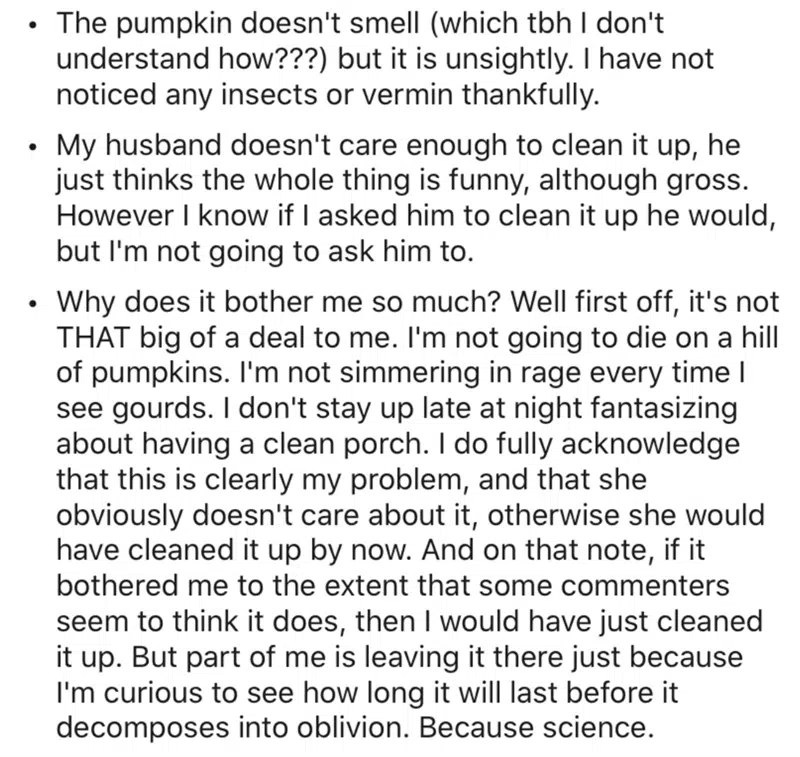 • The pumpkin doesn't smell (which tbh I don't
understand how???) but it is unsightly. I have not
noticed any insects or vermin thankfully.
• My husband doesn't care enough to clean it up, he
just thinks the whole thing is funny, although gross.
However I know if I asked him to clean it up he would,
but I'm not going to ask him to.
• Why does it bother me so much? Well first off, it's not
THAT big of a deal to me. I'm not going to die on a hill
of pumpkins. I'm not simmering in rage every time I
see gourds. I don't stay up late at night fantasizing
about having a clean porch. I do fully acknowledge
that this is clearly my problem, and that she
obviously doesn't care about it, otherwise she would
have cleaned it up by now. And on that note, if it
bothered me to the extent that some commenters
seem to think it does, then I would have just cleaned
it up. But part of me is leaving it there just because
I'm curious to see how long it will last before it
decomposes into oblivion. Because science.